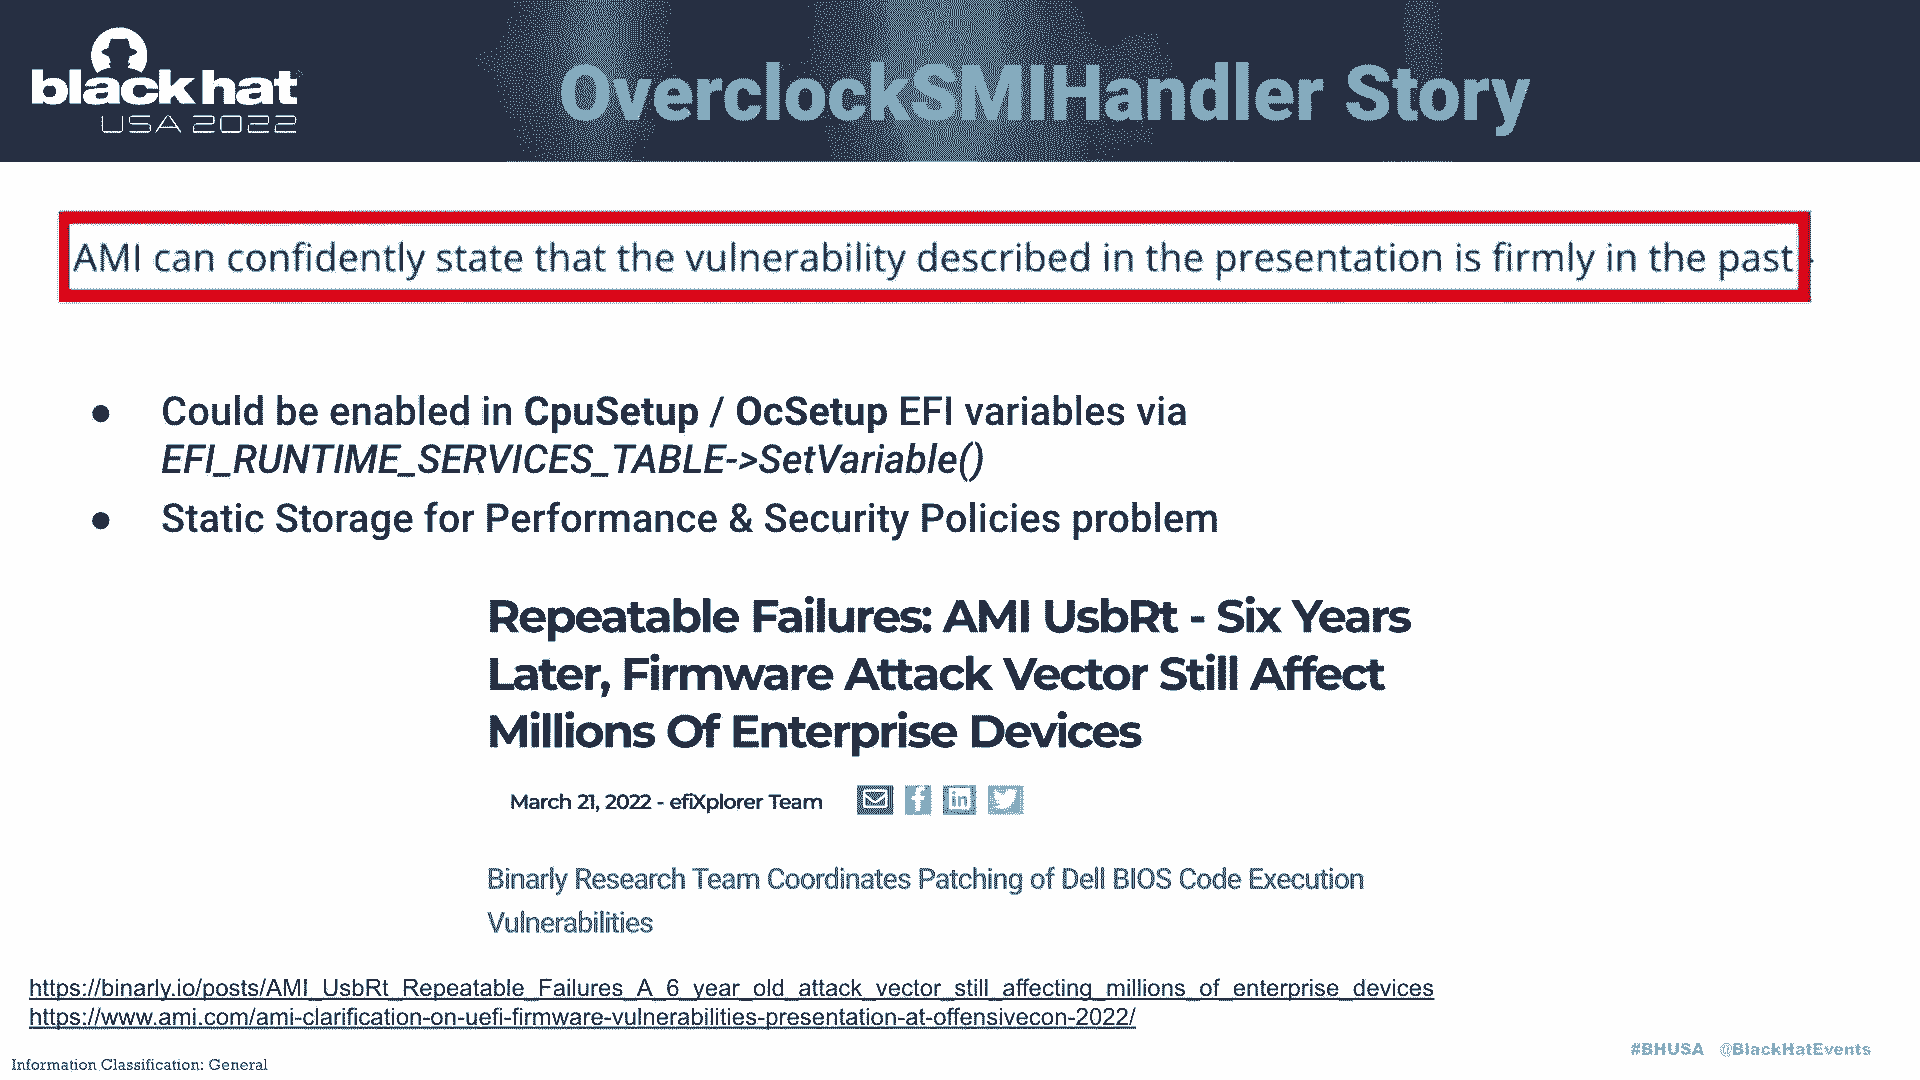 black hat
USA 2022
OverclockSMIHandler Story
AMI can confidently state that the vulnerability described in the presentation is firmly in the past.
● Could be enabled in CpuSetup / OcSetup EFI variables via
EFI_RUNTIME_SERVICES_TABLE->SetVariable()
● Static Storage for Performance & Security Policies problem
Repeatable Failures: AMI UsbRt - Six Years
Later, Firmware Attack Vector Still Affect
Millions Of Enterprise Devices
March 21, 2022 - efiXplorer Team
Binarly Research Team Coordinates Patching of Dell BIOS Code Execution
Vulnerabilities
https://binarly.io/posts/AMI_UsbRt_Repeatable_Failures_A_6_year_old_attack_vector_still_affecting_millions_of_enterprise_devices
https://www.ami.com/ami-clarification-on-uefi-firmware-vulnerabilities-presentation-at-offensivecon-2022/
#BHUSA @BlackHatEvents
Information Classification: General